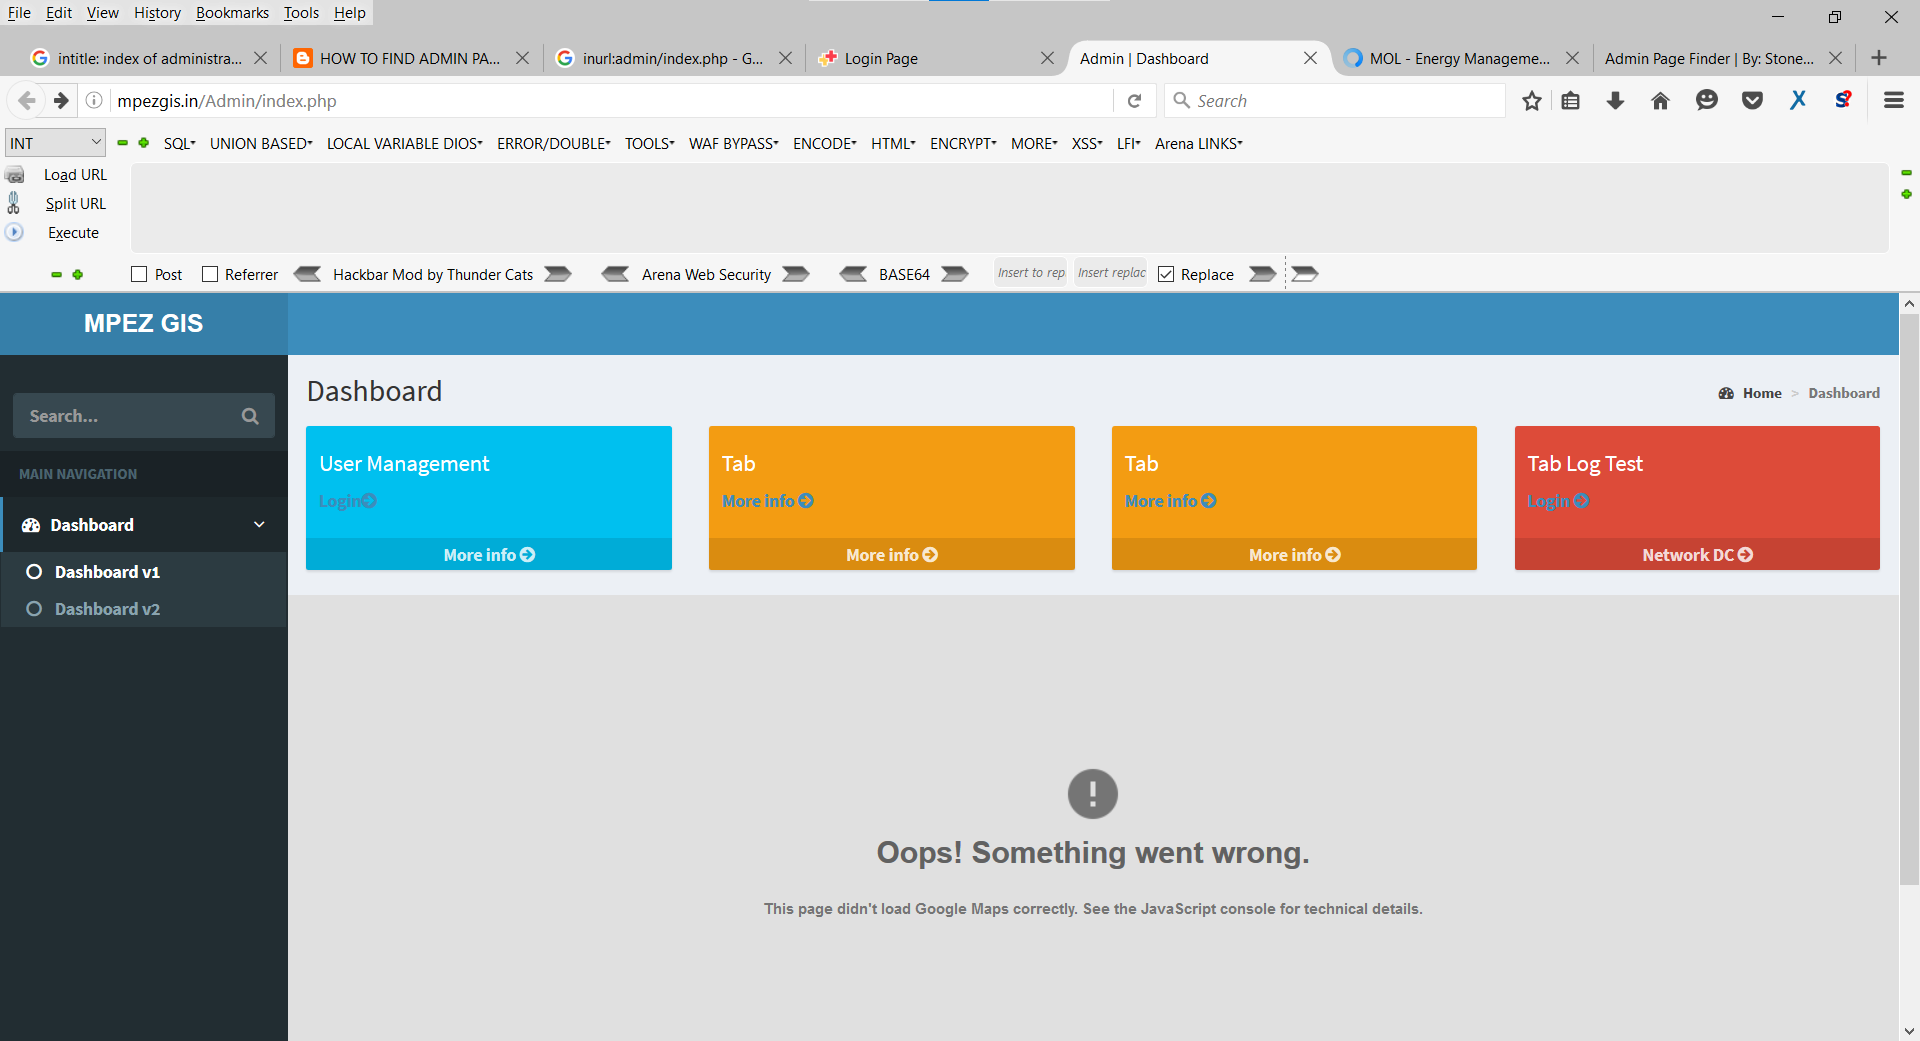 File Edit View History Bookmarks Tools Help
intitle: index of administra... HOW TO FIND ADMIN PA... inurl:admin/index.php - G... Login Page Admin | Dashboard MOL - Energy Manageme... Admin Page Finder | By: Stone...
mpezgis.in/Admin/index.php Search
INT SQL UNION BASED LOCAL VARIABLE DIOS ERROR/DOUBLE TOOLS WAF BYPASS ENCODE HTML ENCRYPT MORE XSS LFI Arena LINKS
Load URL
Split URL
Execute
Post Referrer Hackbar Mod by Thunder Cats Arena Web Security BASE64 Insert to rep Insert replac Replace
MPEZ GIS
Search...
MAIN NAVIGATION
Dashboard
Dashboard v1
Dashboard v2
Dashboard
Home > Dashboard
User Management
Login
More info
Tab
More info
More info
Tab
More info
More info
Tab Log Test
Login
Network DC
Oops! Something went wrong.
This page didn't load Google Maps correctly. See the JavaScript console for technical details.